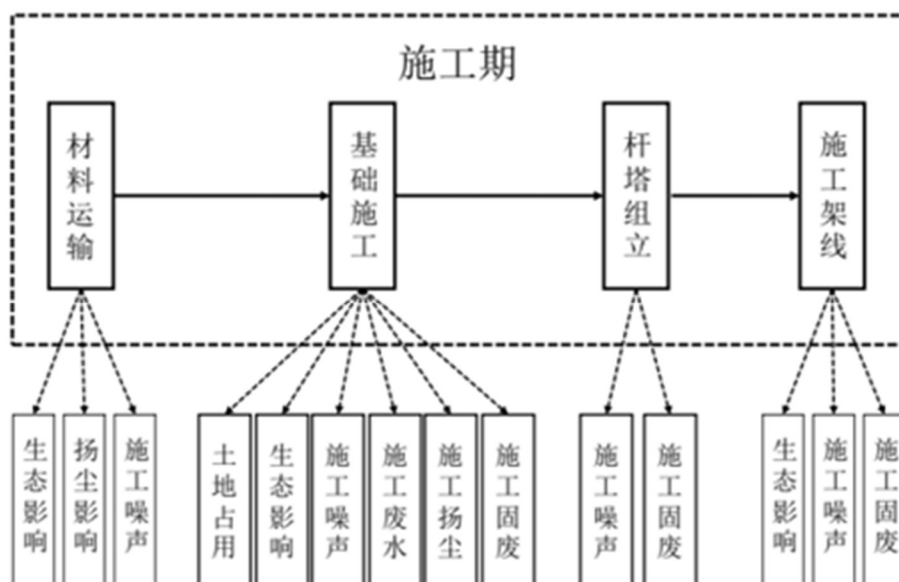 施工期
材料运输
基础施工
杆塔组立
施工架线
生态影响
扬尘影响
施工噪声
土地占用
生态影响
施工噪声
施工废水
施工扬尘
施工固废
施工噪声
施工固废
生态影响
施工噪声
施工固废